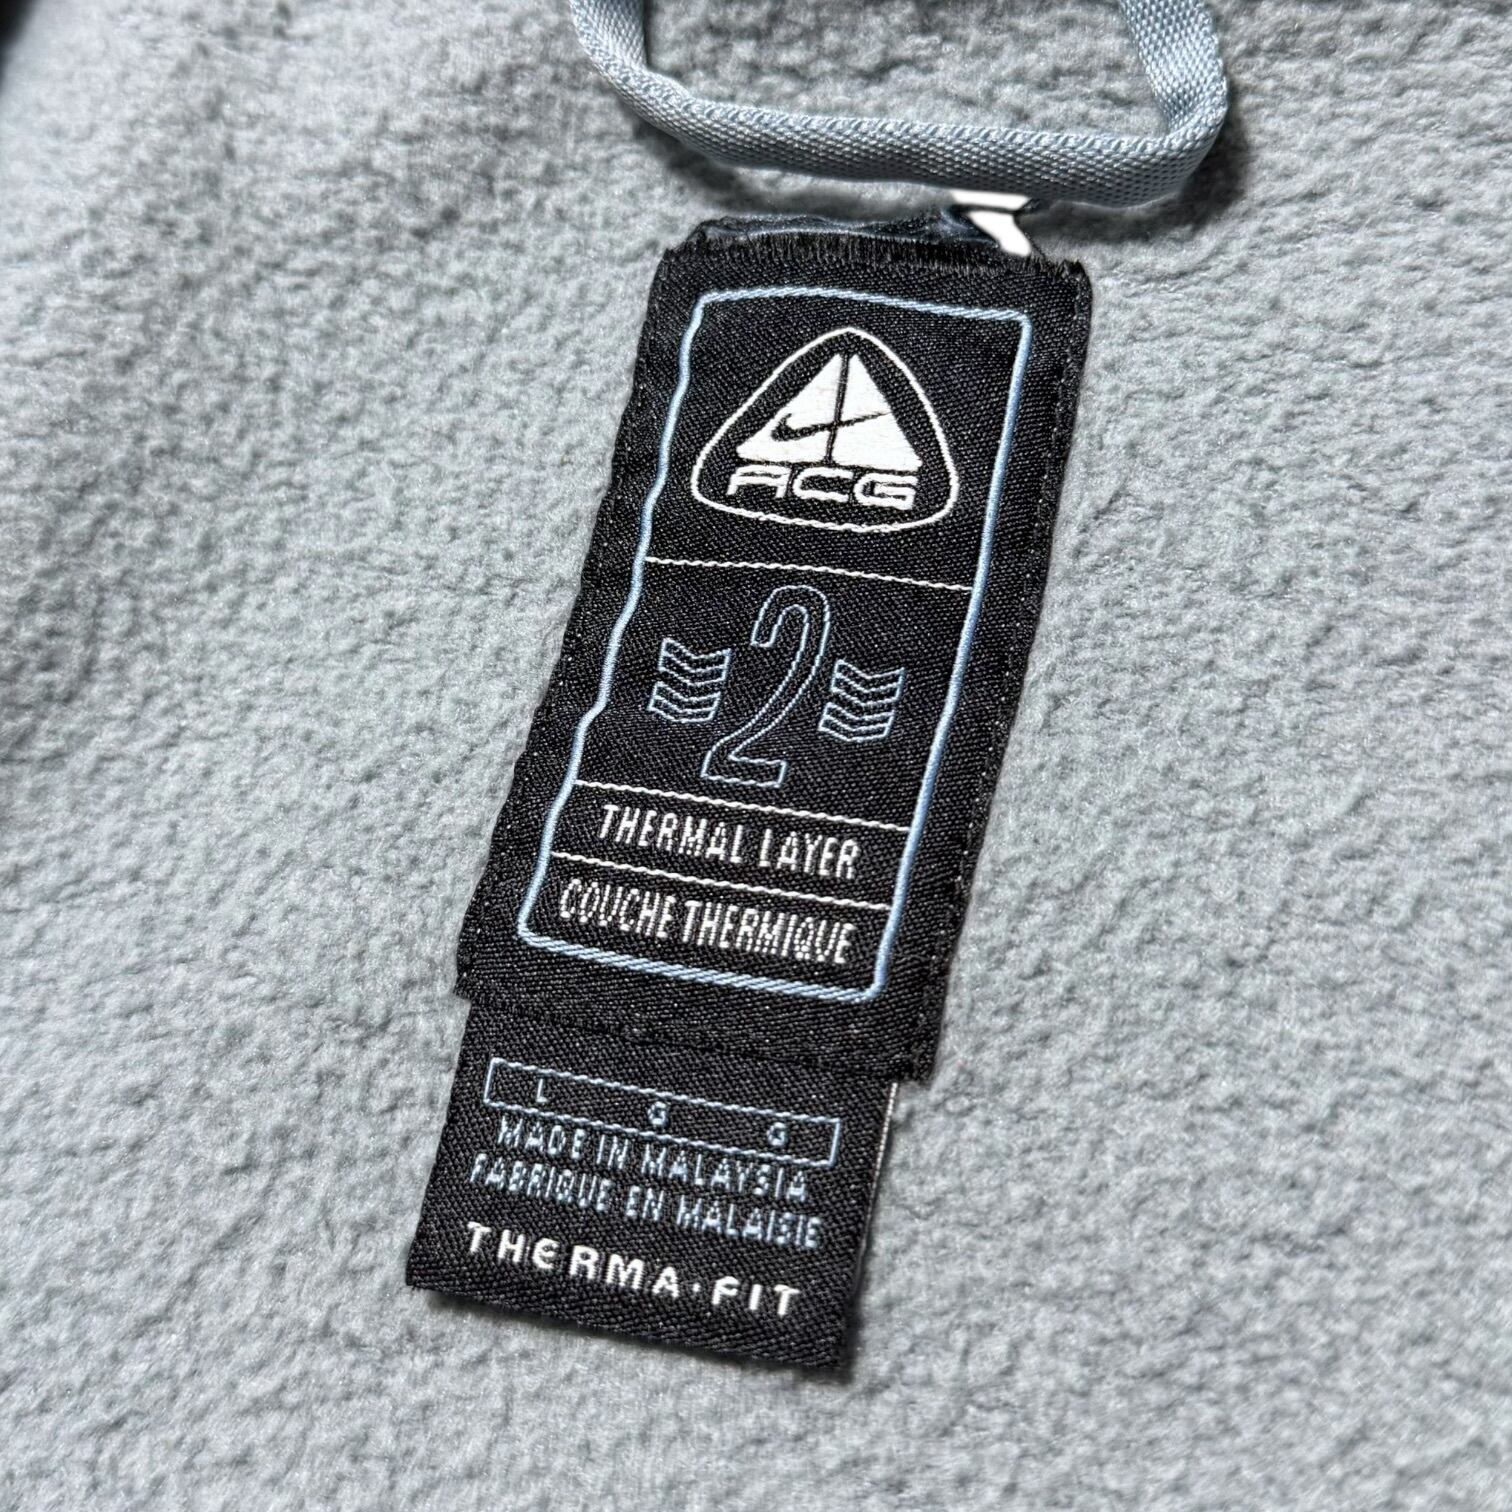 ACG
2
THERMAL LAYER
COUCHE THERMIQUE
L G G
MADE IN MALAYSIA
FABRIQUE EN MALAISIE
THERMA·FIT